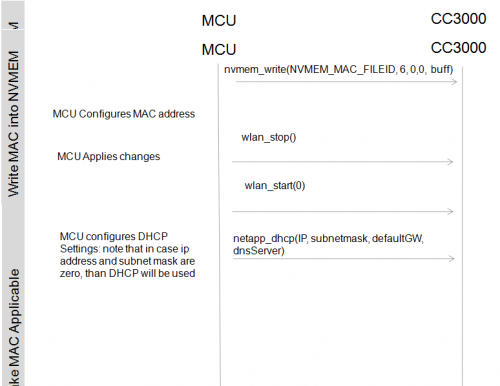 MCU
CC3000
MCU
CC3000
Write MAC into NVMEM
nvmem_write(NVMEM_MAC_FILEID, 6, 0,0, buff)
MCU Configures MAC address
wlan_stop()
MCU Applies changes
wlan_start(0)
MCU configures DHCP
Settings: note that in case ip
address and subnet mask are
zero, than DHCP will be used
netapp_dhcp(IP, subnetmask, defaultGW,
dnsServer)
ke MAC Applicable